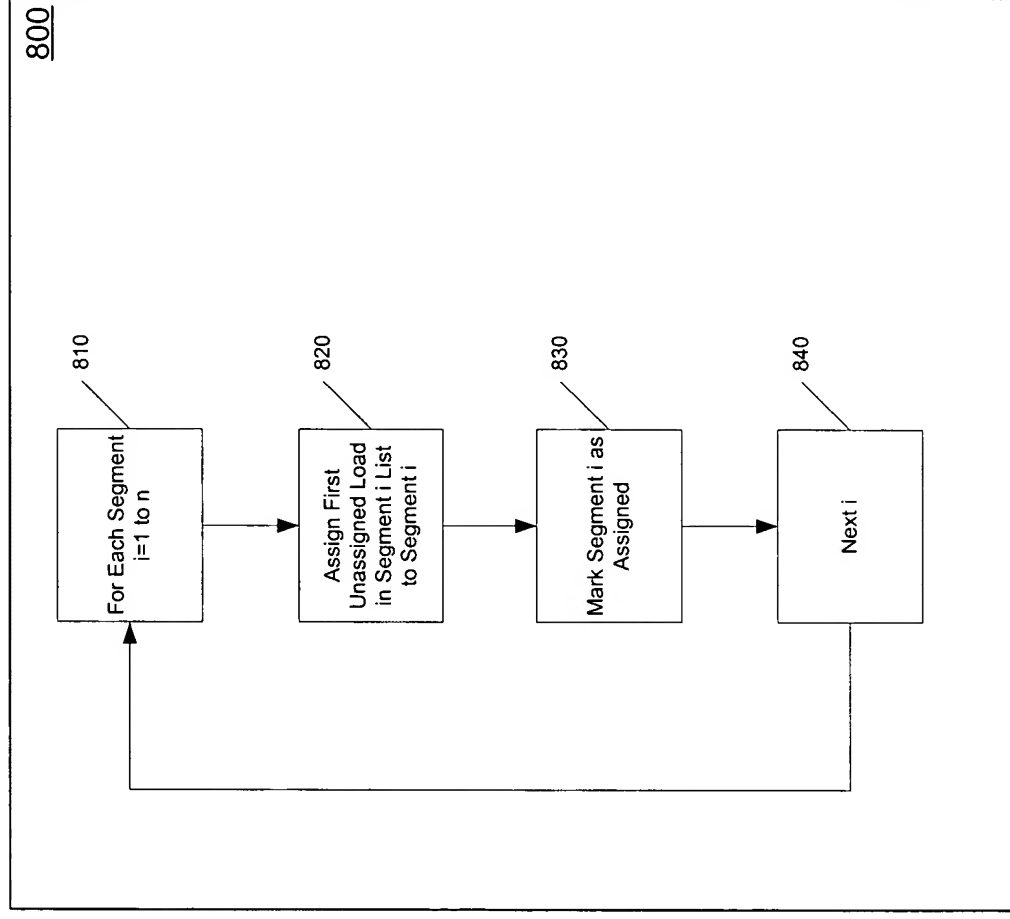 800
810
For Each Segment
i=1 to n
820
Assign First
Unassigned Load
in Segment i List
to Segment i
830
Mark Segment i as
Assigned
840
Next i